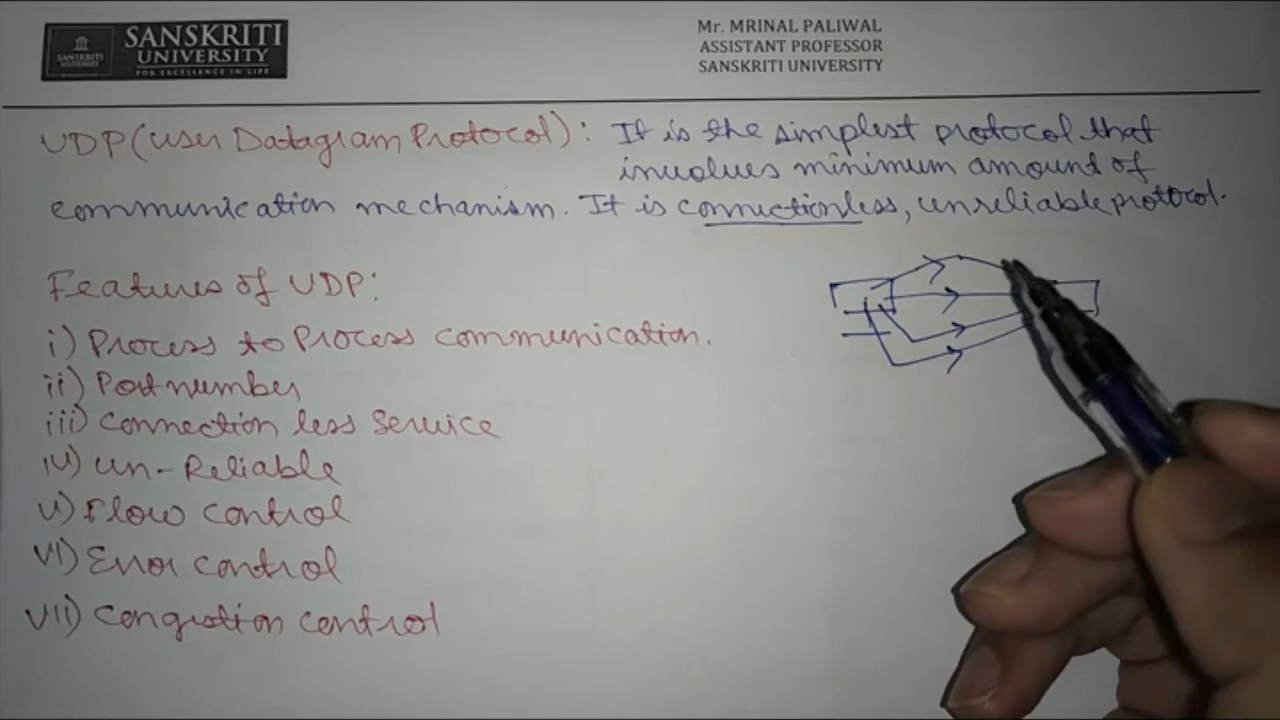 SANSKRITI
UNIVERSITY
FOR EXCELLENCE IN LIFE
SANSKRITI
UNIVERSITY
Mr. MRINAL PALIWAL
ASSISTANT PROFESSOR
SANSKRITI UNIVERSITY
UDP (User Datagram Protocol) : It is the simplest protocol that
involves minimum amount of
communication mechanism. It is connectionless, unreliable protocol.
Features of UDP:
i) Process to Process communication.
ii) Port number
iii) Connection less Service
iv) un-Reliable
v) Flow control
VI) Error control
VII) Congestion control